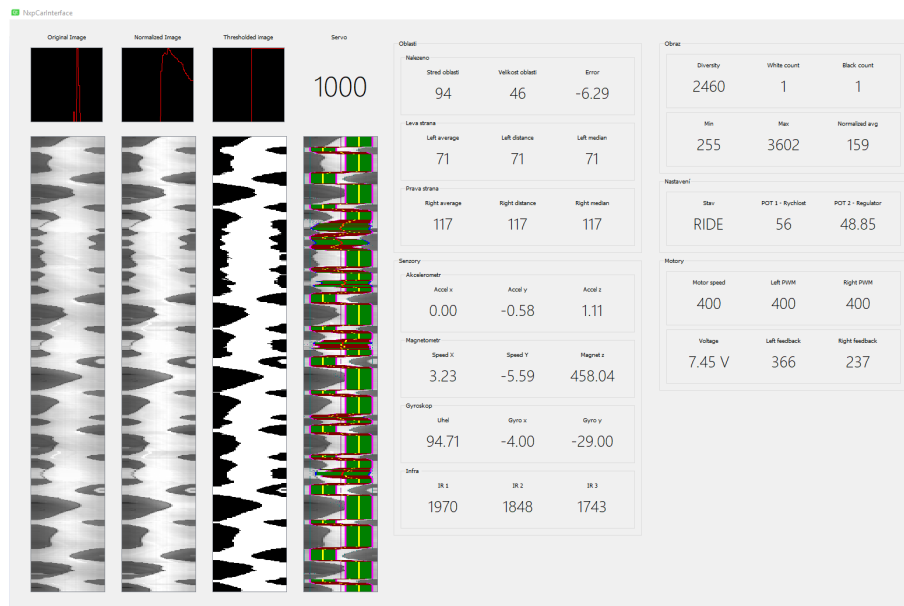 NxpCarInterface
Original Image
Normalized Image
Thresholded image
Servo
1000
Oblasti
Nalezeno
Stred oblasti
Velikost oblasti
Error
94
46
-6.29
Leva strana
Left average
Left distance
Left median
71
71
71
Prava strana
Right average
Right distance
Right median
117
117
117
Senzory
Akcelerometr
Accel x
Accel y
Accel z
0.00
-0.58
1.11
Magnetometr
Speed X
Speed Y
Magnet z
3.23
-5.59
458.04
Gyroskop
Uhel
Gyro x
Gyro y
94.71
-4.00
-29.00
Infra
IR 1
IR 2
IR 3
1970
1848
1743
Obraz
Diversity
White count
Black count
2460
1
1
Min
Max
Normalized avg
255
3602
159
Nastavení
Stav
POT 1 - Rychlost
POT 2 - Regulator
RIDE
56
48.85
Motory
Motor speed
Left PWM
Right PWM
400
400
400
Voltage
Left feedback
Right feedback
7.45 V
366
237